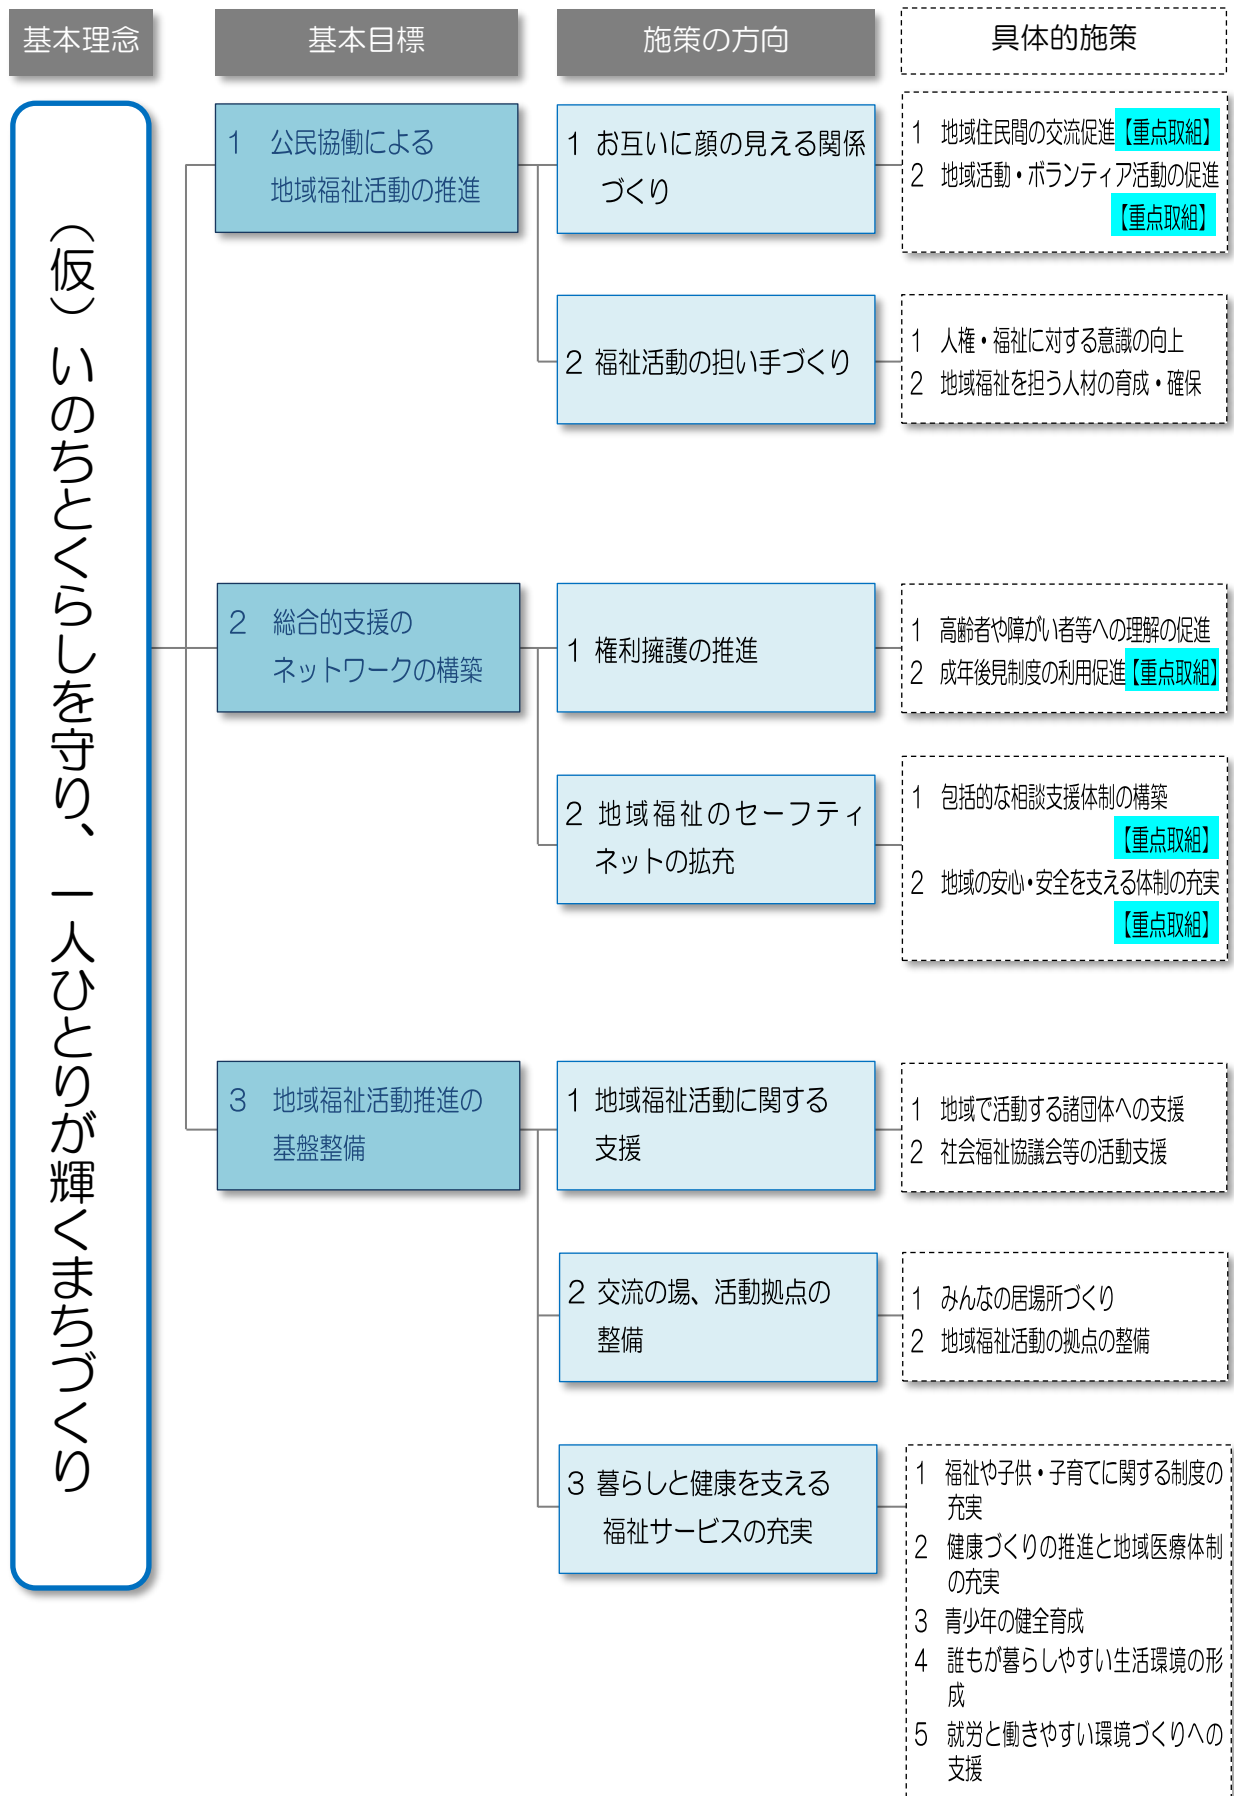 基本理念
基本目標
施策の方向
具体的施策
（仮）いのちとくらしを守り、一人ひとりが輝くまちづくり
1 公民協働による
地域福祉活動の推進
1 お互いに顔の見える関係
づくり
1 地域住民間の交流促進【重点取組】
2 地域活動・ボランティア活動の促進
【重点取組】
2 福祉活動の担い手づくり
1 人権・福祉に対する意識の向上
2 地域福祉を担う人材の育成・確保
2 総合的支援の
ネットワークの構築
1 権利擁護の推進
1 高齢者や障がい者等への理解の促進
2 成年後見制度の利用促進【重点取組】
2 地域福祉のセーフティ
ネットの拡充
1 包括的な相談支援体制の構築
【重点取組】
2 地域の安心・安全を支える体制の充実
【重点取組】
3 地域福祉活動推進の
基盤整備
1 地域福祉活動に関する
支援
1 地域で活動する諸団体への支援
2 社会福祉協議会等の活動支援
2 交流の場、活動拠点の
整備
1 みんなの居場所づくり
2 地域福祉活動の拠点の整備
3 暮らしと健康を支える
福祉サービスの充実
1 福祉や子供・子育てに関する制度の
充実
2 健康づくりの推進と地域医療体制
の充実
3 青少年の健全育成
4 誰もが暮らしやすい生活環境の形
成
5 就労と働きやすい環境づくりへの
支援